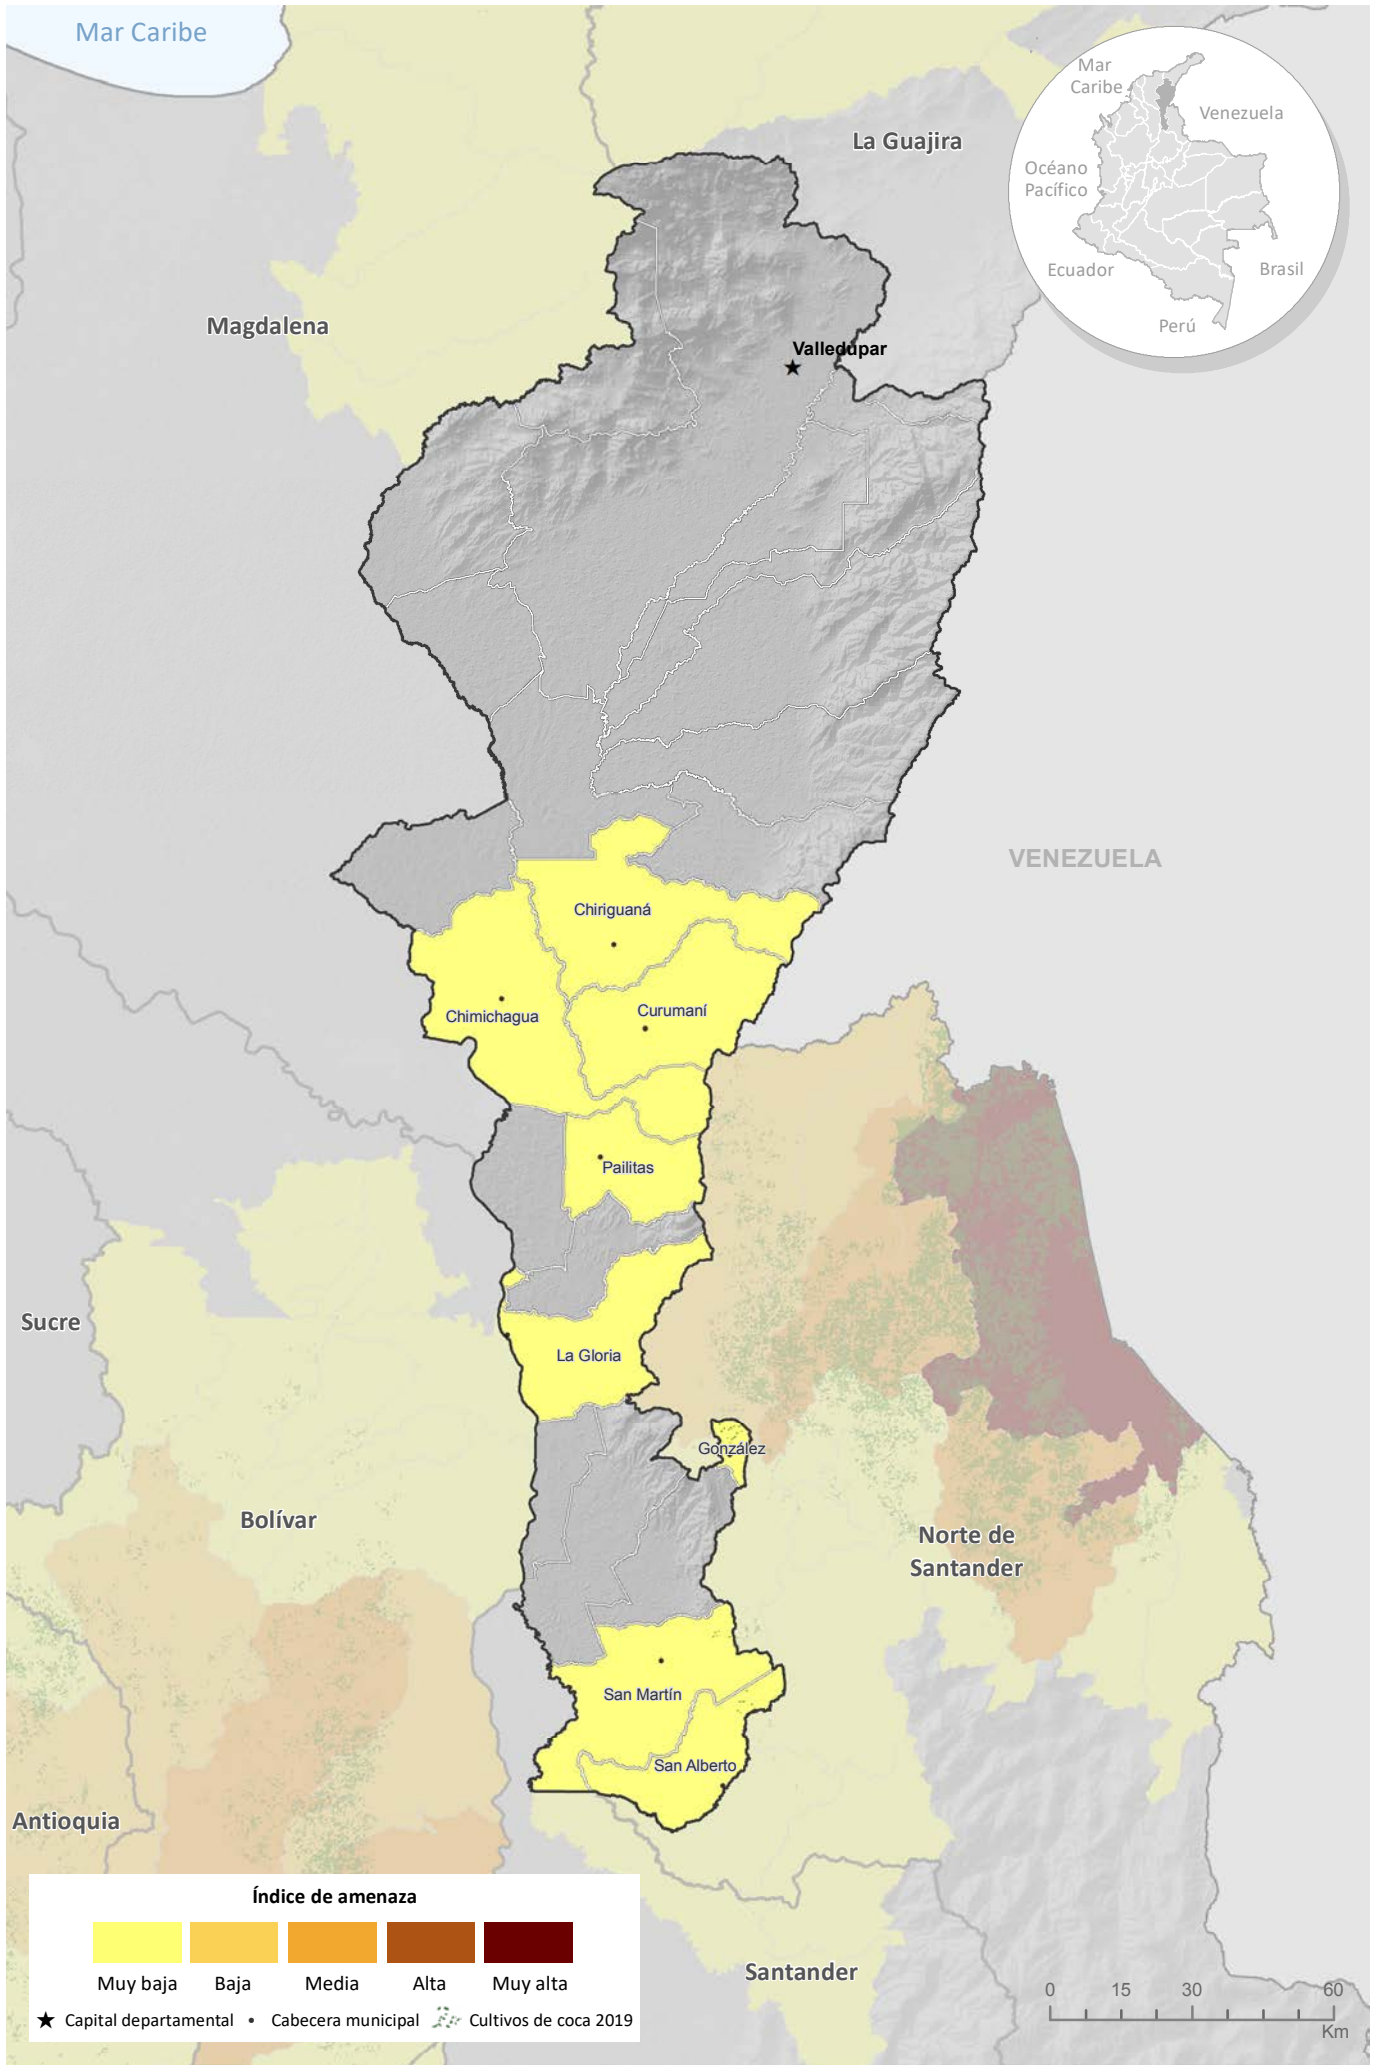 Mar Caribe
Mar
Caribe
Venezuela
La Guajira
Océano
Pacífico
Ecuador
Brasil
Perú
Magdalena
Valledupar
VENEZUELA
Chiriguaná
Curumaní
Chimichagua
Pailitas
Sucre
La Gloria
González
Bolívar
Norte de
Santander
San Martín
San Alberto
Antioquia
Santander
Índice de amenaza
Muy baja
Baja
Media
Alta
Muy alta
Capital departamental
Cabecera municipal
Cultivos de coca 2019
0 15 30 60
Km